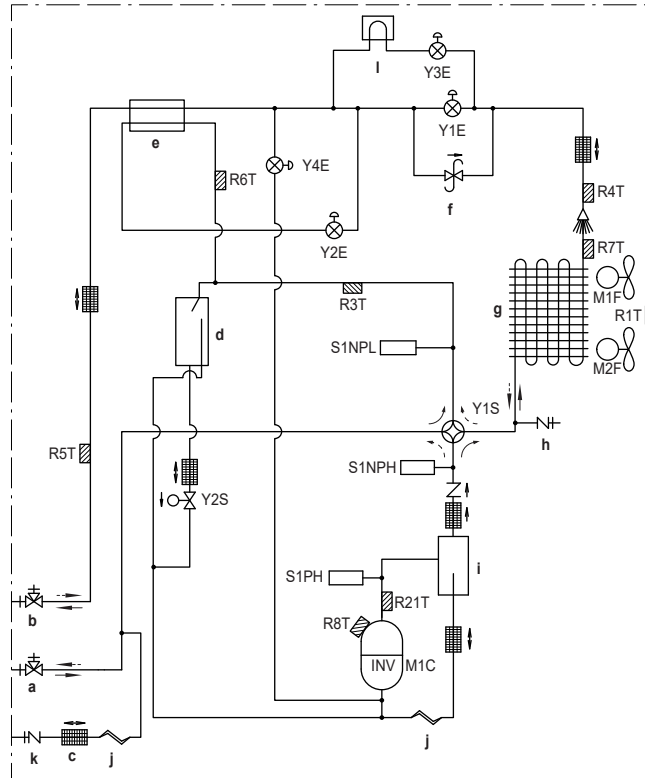 l
Y3E
Y1E
e
R6T
Y4E
f
R4T
Y2E
R7T
R3T
g
M1F
R1T
d
S1NPL
M2F
Y1S
h
R5T
S1NPH
Y2S
i
S1PH
R21T
b
R8T
INV
M1C
a
j
k
c
j